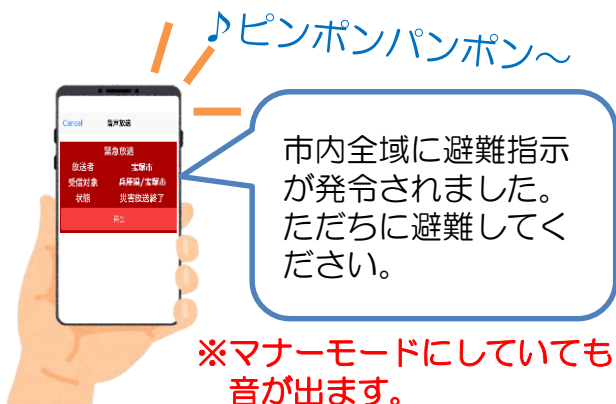 ♪ピンポンパンポン～
Cancel 音声放送
緊急放送
放送者 宝塚市
受信対象 兵庫県/宝塚市
状態 災害放送終了
再生
市内全域に避難指示
が発令されました。
ただちに避難してく
ださい。
※マナーモードにしていても
音が出ます。